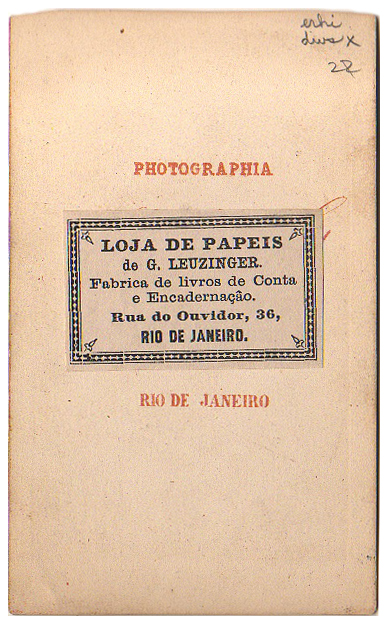 22
PHOTOGRAPHIA
LOJA DE PAPEIS
de G. LEUZINGER.
Fabrica de livros de Conta
e Encadernação.
Rua do Ouvidor, 36,
RIO DE JANEIRO.
RIO DE JANEIRO